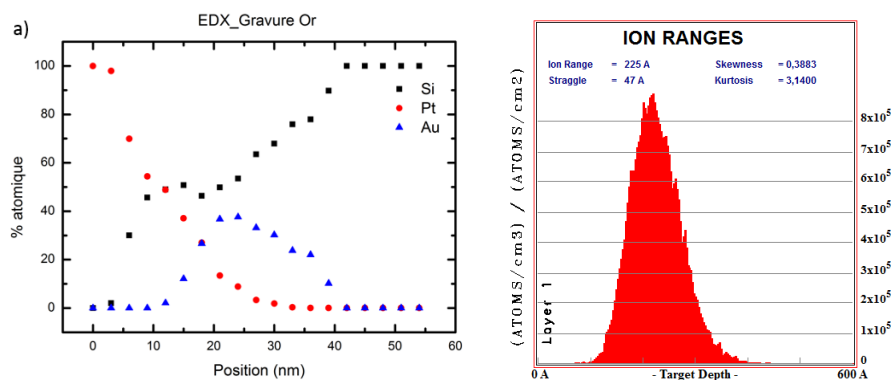 a)
EDX_Gravure Or
% atomique
100
80
60
40
20
0
Si
Pt
Au
0 10 20 30 40 50 60
Position (nm)
ION RANGES
Ion Range = 225 A Skewness = 0,3883
Straggle = 47 A Kurtosis = 3,1400
(ATOMS/cm3) / (ATOMS/cm2)
Layer 1
8x10⁵
7x10⁵
6x10⁵
5x10⁵
4x10⁵
3x10⁵
2x10⁵
1x10⁵
0
0 A - Target Depth - 600 A